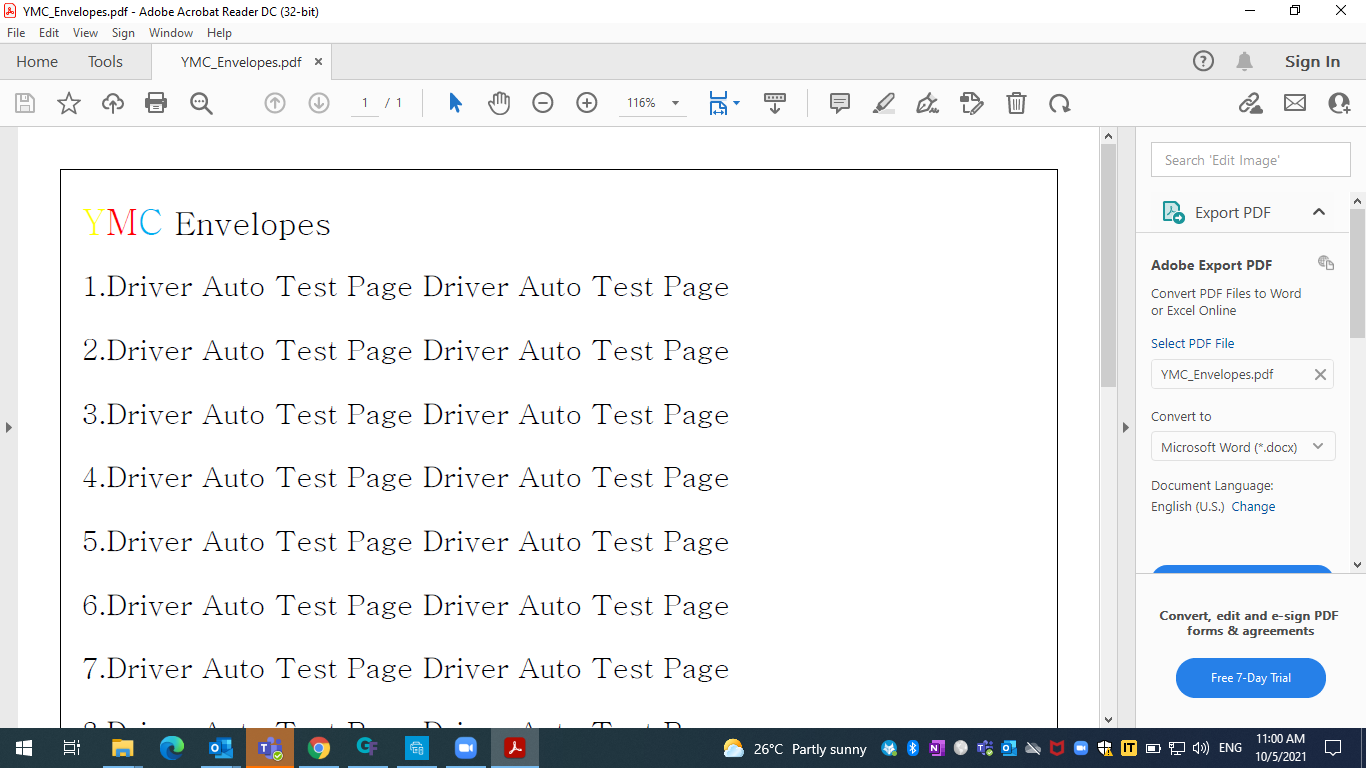 YMC_Envelopes.pdf - Adobe Acrobat Reader DC (32-bit)
File Edit View Sign Window Help
Home Tools YMC_Envelopes.pdf × Sign In
1 / 1 116%
Search 'Edit Image'
Export PDF
Adobe Export PDF
Convert PDF Files to Word
or Excel Online
Select PDF File
YMC_Envelopes.pdf
Convert to
Microsoft Word (*.docx)
Document Language:
English (U.S.) Change
Convert, edit and e-sign PDF
forms & agreements
Free 7-Day Trial
YMC Envelopes
1.Driver Auto Test Page Driver Auto Test Page
2.Driver Auto Test Page Driver Auto Test Page
3.Driver Auto Test Page Driver Auto Test Page
4.Driver Auto Test Page Driver Auto Test Page
5.Driver Auto Test Page Driver Auto Test Page
6.Driver Auto Test Page Driver Auto Test Page
7.Driver Auto Test Page Driver Auto Test Page
26°C Partly sunny ENG
11:00 AM
10/5/2021